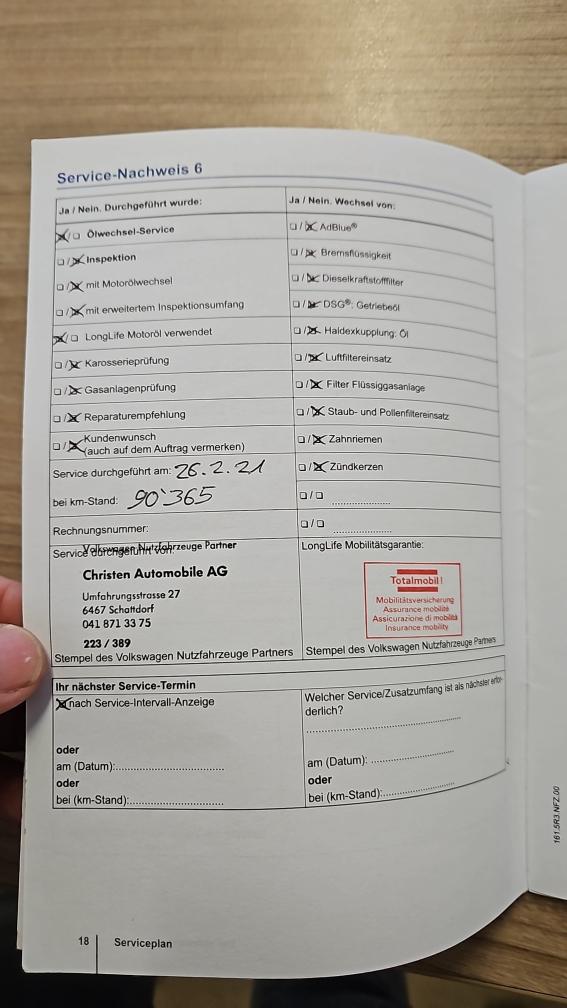 Service-Nachweis 6
Ja / Nein. Durchgeführt wurde:
Ja / Nein. Wechsel von:
❏ / ❏ Ölwechsel-Service
❏ / ❏ AdBlue®
❏ / ❏ Inspektion
❏ / ❏ Bremsflüssigkeit
❏ / ❏ mit Motorölwechsel
❏ / ❏ Dieselkraftstofffilter
❏ / ❏ mit erweitertem Inspektionsumfang
❏ / ❏ DSG®: Getriebeöl
❏ / ❏ LongLife Motoröl verwendet
❏ / ❏ Haldexkupplung: Öl
❏ / ❏ Karosserieprüfung
❏ / ❏ Luftfiltereinsatz
❏ / ❏ Gasanlagenprüfung
❏ / ❏ Filter Flüssiggasanlage
❏ / ❏ Reparaturempfehlung
❏ / ❏ Staub- und Pollenfiltereinsatz
❏ / ❏ Kundenwunsch
(auch auf dem Auftrag vermerken)
❏ / ❏ Zahnriemen
Service durchgeführt am: 26.2.21
❏ / ❏ Zündkerzen
bei km-Stand: 90'365
❏ / ❏ ....................
Rechnungsnummer:
❏ / ❏ ....................
Service durchgeführt von:
Volkswagen Nutzfahrzeuge Partner
Christen Automobile AG
Umfahrungsstrasse 27
6467 Schattdorf
041 871 33 75
223 / 389
Stempel des Volkswagen Nutzfahrzeuge Partners
LongLife Mobilitätsgarantie:
Totalmobil!
Mobilitätsversicherung
Assurance mobilité
Assicurazione di mobilità
Insurance mobility
Stempel des Volkswagen Nutzfahrzeuge Partners
Ihr nächster Service-Termin
❏ nach Service-Intervall-Anzeige
oder
am (Datum):..............................
oder
bei (km-Stand):..........................
Welcher Service/Zusatzumfang ist als nächster erfor-
derlich?
..........................................
am (Datum): ......................
oder
bei (km-Stand):....................
161.5R3.NFZ.00
18 Serviceplan